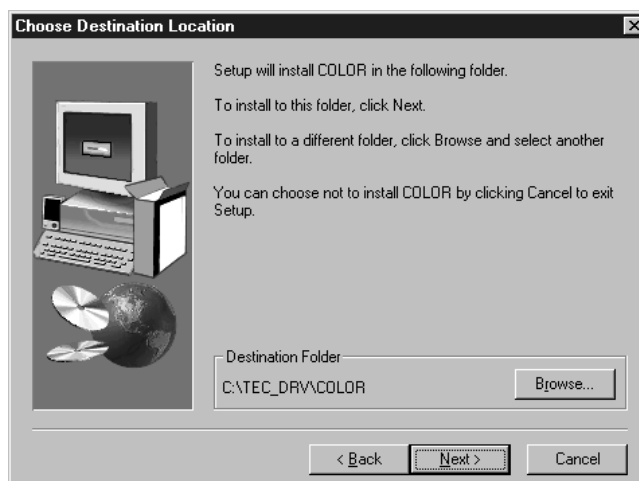 Choose Destination Location
Setup will install COLOR in the following folder.
To install to this folder, click Next.
To install to a different folder, click Browse and select another
folder.
You can choose not to install COLOR by clicking Cancel to exit
Setup.
Destination Folder
C:\TEC_DRV\COLOR
Browse...
< Back
Next >
Cancel